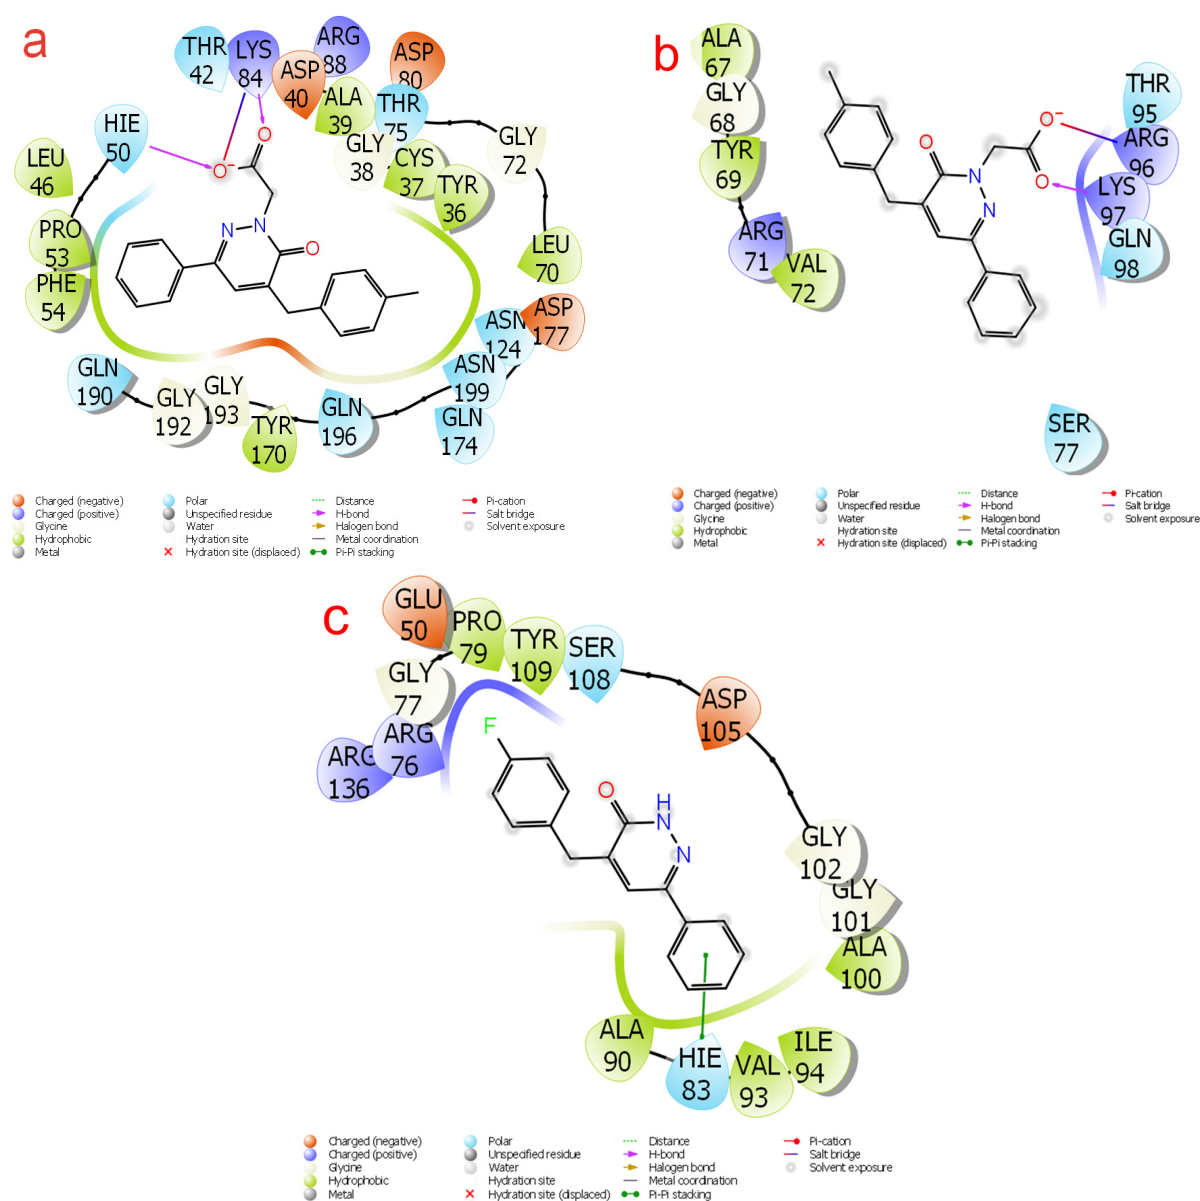 a
THR
42
LYS
84
ASP
40
ARG
88
ASP
80
ALA
39
THR
75
HIE
50
GLY
38
CYS
37
GLY
72
LEU
46
TYR
36
PRO
53
PHE
54
LEU
70
ASP
177
ASN
124
ASN
199
GLN
190
GLY
192
GLY
193
TYR
170
GLN
196
GLN
174
O
O⁻
N
N
O
Charged (negative)
Charged (positive)
Glycine
Hydrophobic
Metal
Polar
Unspecified residue
Water
Hydration site
Hydration site (displaced)
Distance
H-bond
Halogen bond
Metal coordination
Pi-Pi stacking
Pi-cation
Salt bridge
Solvent exposure
b
ALA
67
GLY
68
TYR
69
ARG
71
VAL
72
THR
95
ARG
96
LYS
97
GLN
98
SER
77
O⁻
O
O
N
N
Charged (negative)
Charged (positive)
Glycine
Hydrophobic
Metal
Polar
Unspecified residue
Water
Hydration site
Hydration site (displaced)
Distance
H-bond
Halogen bond
Metal coordination
Pi-Pi stacking
Pi-cation
Salt bridge
Solvent exposure
c
GLU
50
PRO
79
TYR
109
SER
108
GLY
77
ASP
105
ARG
136
ARG
76
F
O
H
N
N
GLY
102
GLY
101
ALA
100
ALA
90
HIE
83
VAL
93
ILE
94
Charged (negative)
Charged (positive)
Glycine
Hydrophobic
Metal
Polar
Unspecified residue
Water
Hydration site
Hydration site (displaced)
Distance
H-bond
Halogen bond
Metal coordination
Pi-Pi stacking
Pi-cation
Salt bridge
Solvent exposure